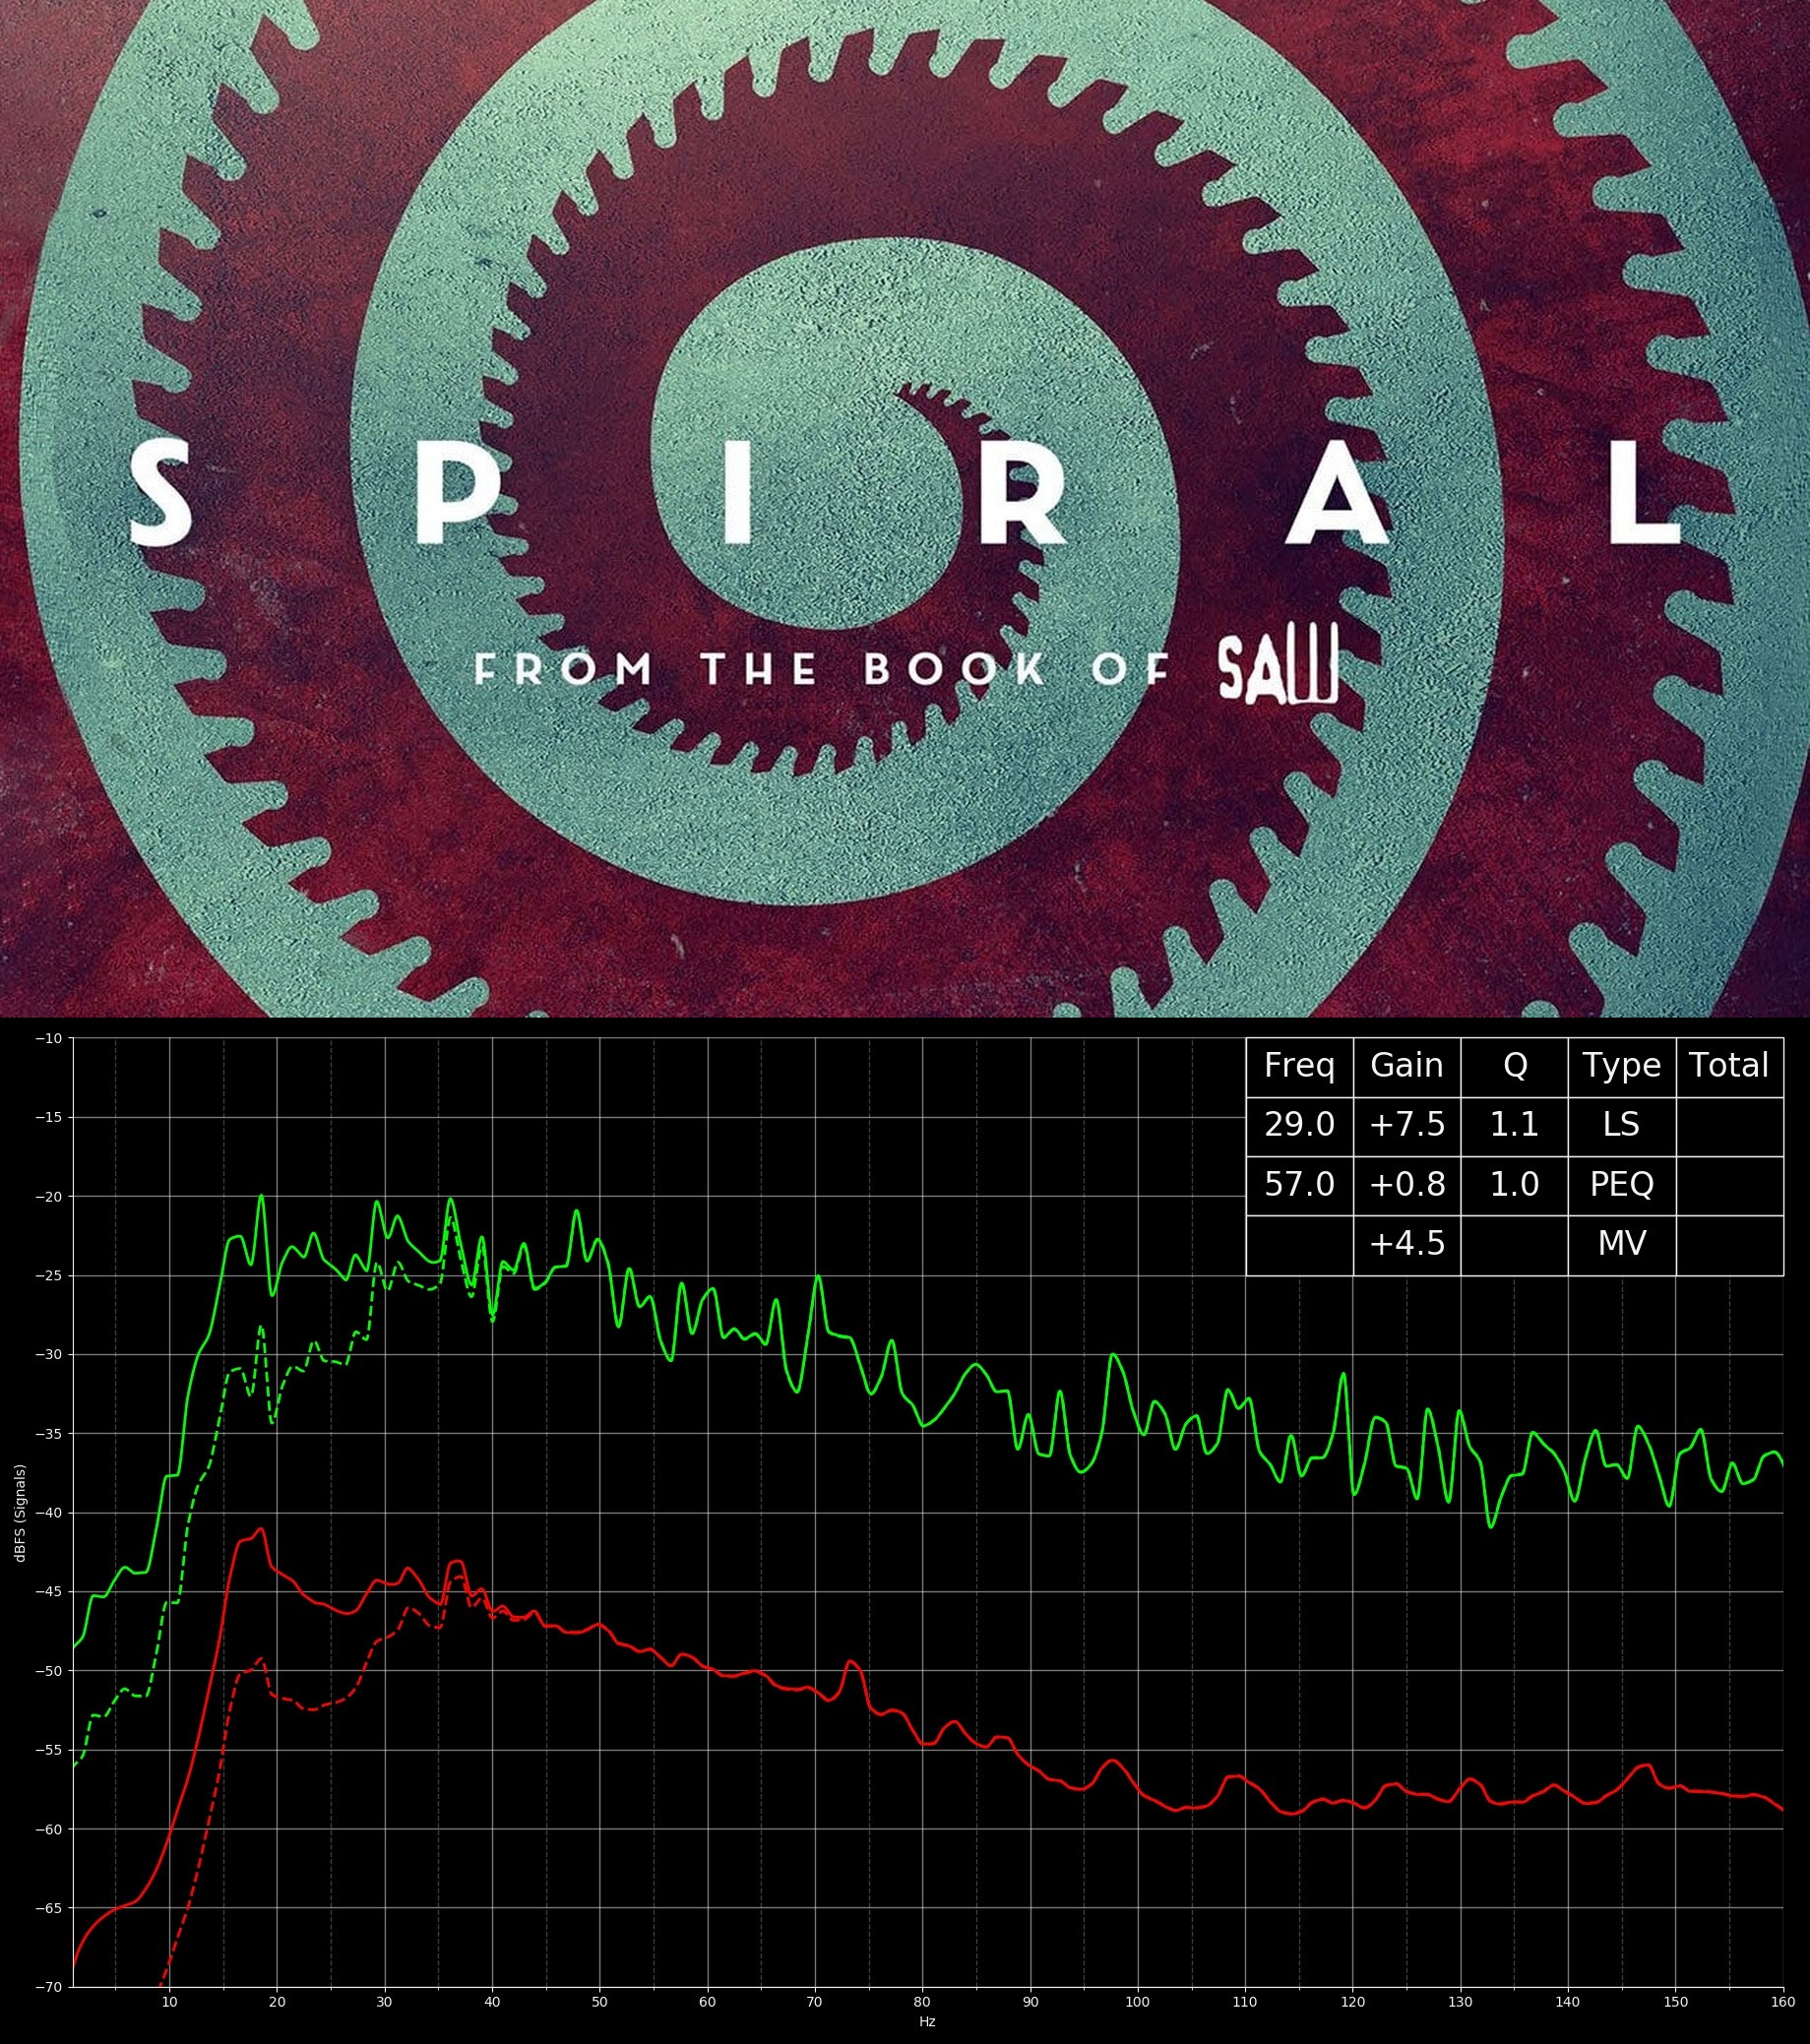 S P I R A L
FROM THE BOOK OF SAW
Freq Gain Q Type Total
29.0 +7.5 1.1 LS
57.0 +0.8 1.0 PEQ
+4.5 MV
−10
−15
−20
−25
−30
−35
−40
−45
−50
−55
−60
−65
−70
dBFS (Signals)
10 20 30 40 50 60 70 80 90 100 110 120 130 140 150 160
Hz